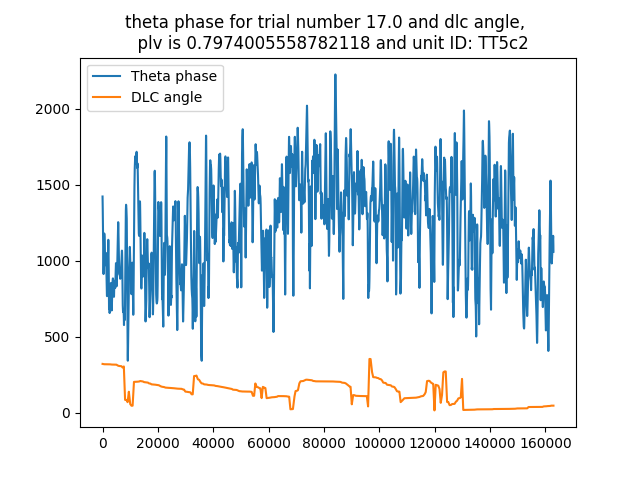 theta phase for trial number 17.0 and dlc angle,
plv is 0.7974005558782118 and unit ID: TT5c2
Theta phase
DLC angle
2000
1500
1000
500
0
0 20000 40000 60000 80000 100000 120000 140000 160000